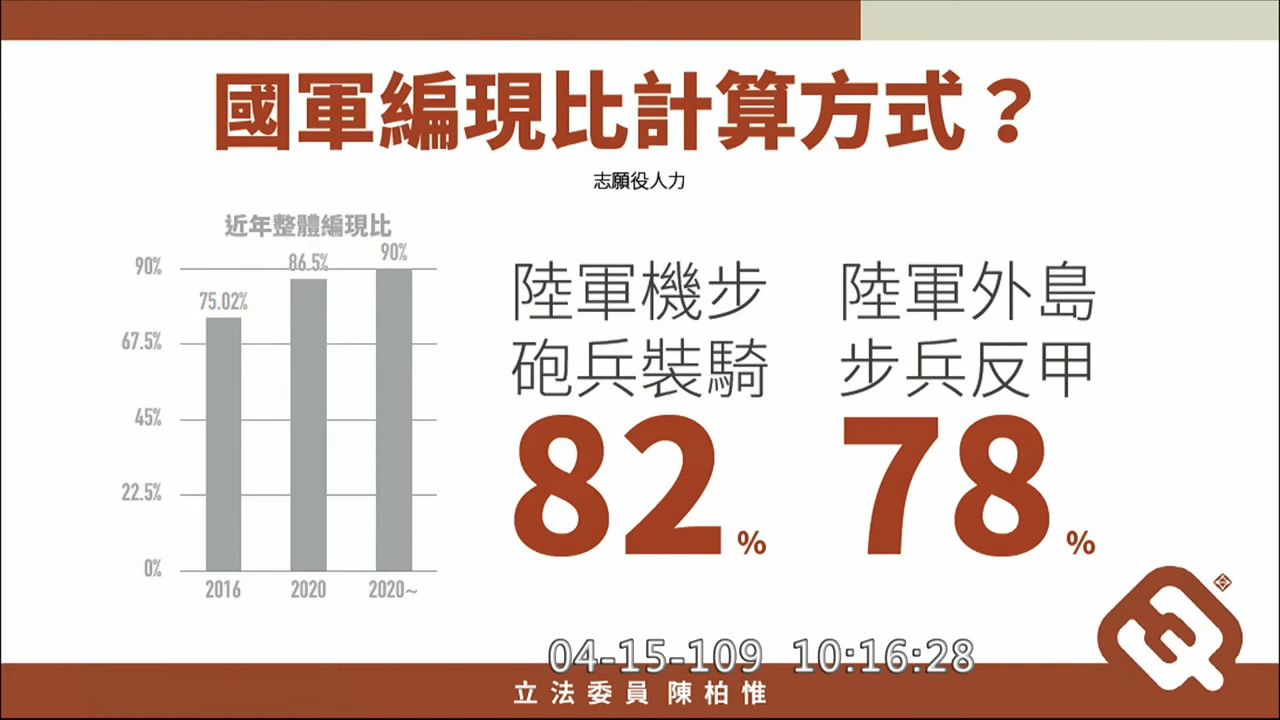 國軍編現比計算方式？
志願役人力
近年整體編現比
90%
67.5%
45%
22.5%
0%
75.02%
86.5%
90%
2016
2020
2020~
陸軍機步
砲兵裝騎
82%
陸軍外島
步兵反甲
78%
04-15-109 10:16:28
立法委員 陳柏惟